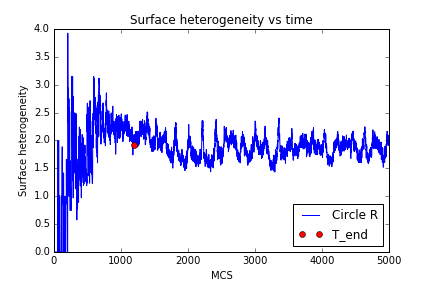 Surface heterogeneity vs time
4.0
3.5
3.0
2.5
2.0
1.5
1.0
0.5
0.0
Surface heterogeneity
0 1000 2000 3000 4000 5000
MCS
Circle R
T_end